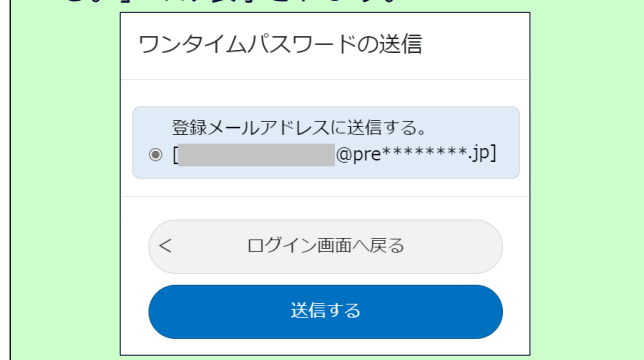 ワンタイムパスワードの送信
登録メールアドレスに送信する。
[ @pre********.jp]
< ログイン画面へ戻る
送信する